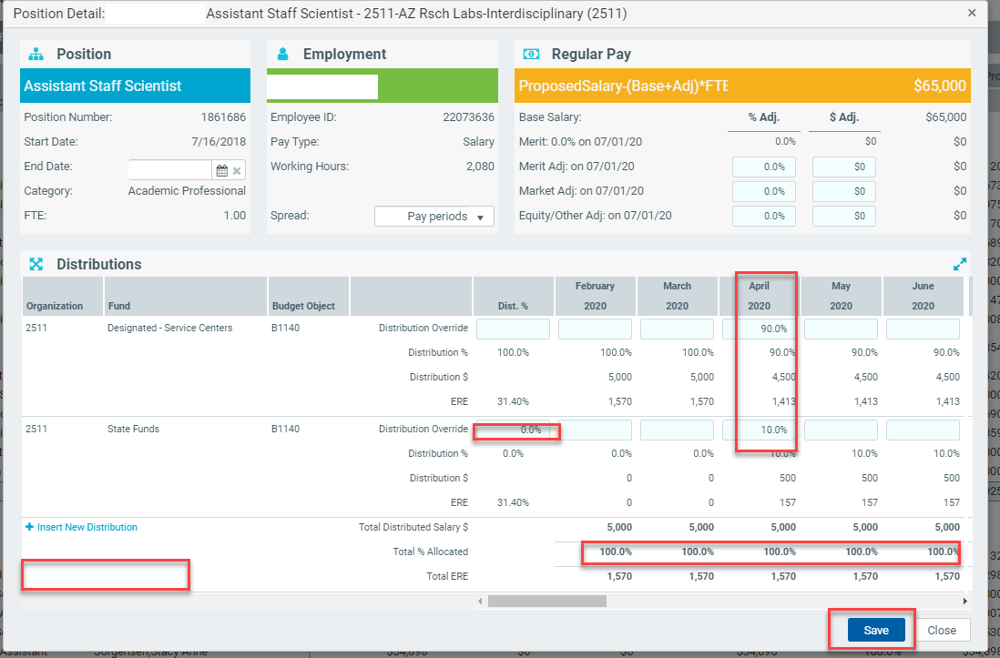 Position Detail: Assistant Staff Scientist - 2511-AZ Rsch Labs-Interdisciplinary (2511) ×
Position
Assistant Staff Scientist
Position Number: 1861686
Start Date: 7/16/2018
End Date:
Category: Academic Professional
FTE: 1.00
Employment
Employee ID: 22073636
Pay Type: Salary
Working Hours: 2,080
Spread: Pay periods
Regular Pay
ProposedSalary-(Base+Adj)*FTE $65,000
Base Salary: % Adj. $ Adj. $65,000
Merit: 0.0% on 07/01/20 0.0% $0 $0
Merit Adj: on 07/01/20 0.0% $0 $0
Market Adj: on 07/01/20 0.0% $0 $0
Equity/Other Adj: on 07/01/20 0.0% $0 $0
Distributions
February March April May June
Organization Fund Budget Object Dist. % 2020 2020 2020 2020 2020
2511 Designated - Service Centers B1140 Distribution Override 90.0%
Distribution % 100.0% 100.0% 100.0% 90.0% 90.0% 90.0%
Distribution $ 5,000 5,000 4,500 4,500 4,500
ERE 31.40% 1,570 1,570 1,413 1,413 1,413
2511 State Funds B1140 Distribution Override 0.0% 10.0%
Distribution % 0.0% 0.0% 0.0% 10.0% 10.0% 10.0%
Distribution $ 0 0 500 500 500
ERE 31.40% 0 0 157 157 157
+ Insert New Distribution Total Distributed Salary $ 5,000 5,000 5,000 5,000 5,000
Total % Allocated 100.0% 100.0% 100.0% 100.0% 100.0%
Total ERE 1,570 1,570 1,570 1,570 1,570
Save Close